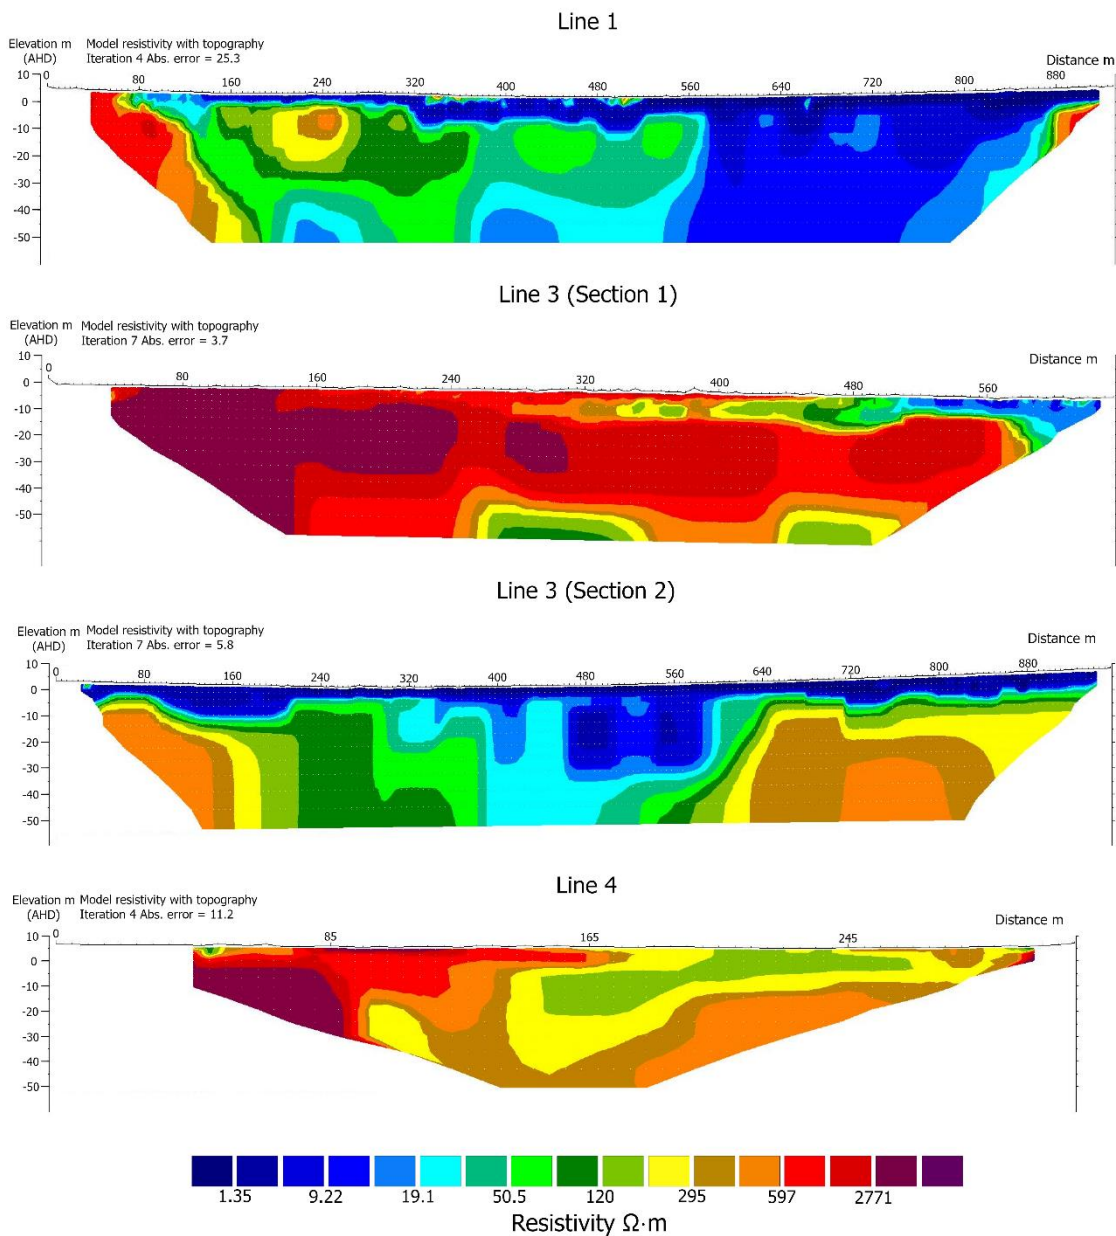 Line 1
Elevation m Model resistivity with topography
(AHD) Iteration 4 Abs. error = 25.3
Distance m
10 0 80 160 240 320 400 480 560 640 720 800 880
0
-10
-20
-30
-40
-50
Line 3 (Section 1)
Elevation m Model resistivity with topography
(AHD) Iteration 7 Abs. error = 3.7
Distance m
10 0 80 160 240 320 400 480 560
0
-10
-20
-30
-40
-50
Line 3 (Section 2)
Elevation m Model resistivity with topography
(AHD) Iteration 7 Abs. error = 5.8
Distance m
10 0 80 160 240 320 400 480 560 640 720 800 880
0
-10
-20
-30
-40
-50
Line 4
Elevation m Model resistivity with topography
(AHD) Iteration 4 Abs. error = 11.2
Distance m
10 0 85 165 245
0
-10
-20
-30
-40
-50
1.35 9.22 19.1 50.5 120 295 597 2771
Resistivity Ω·m